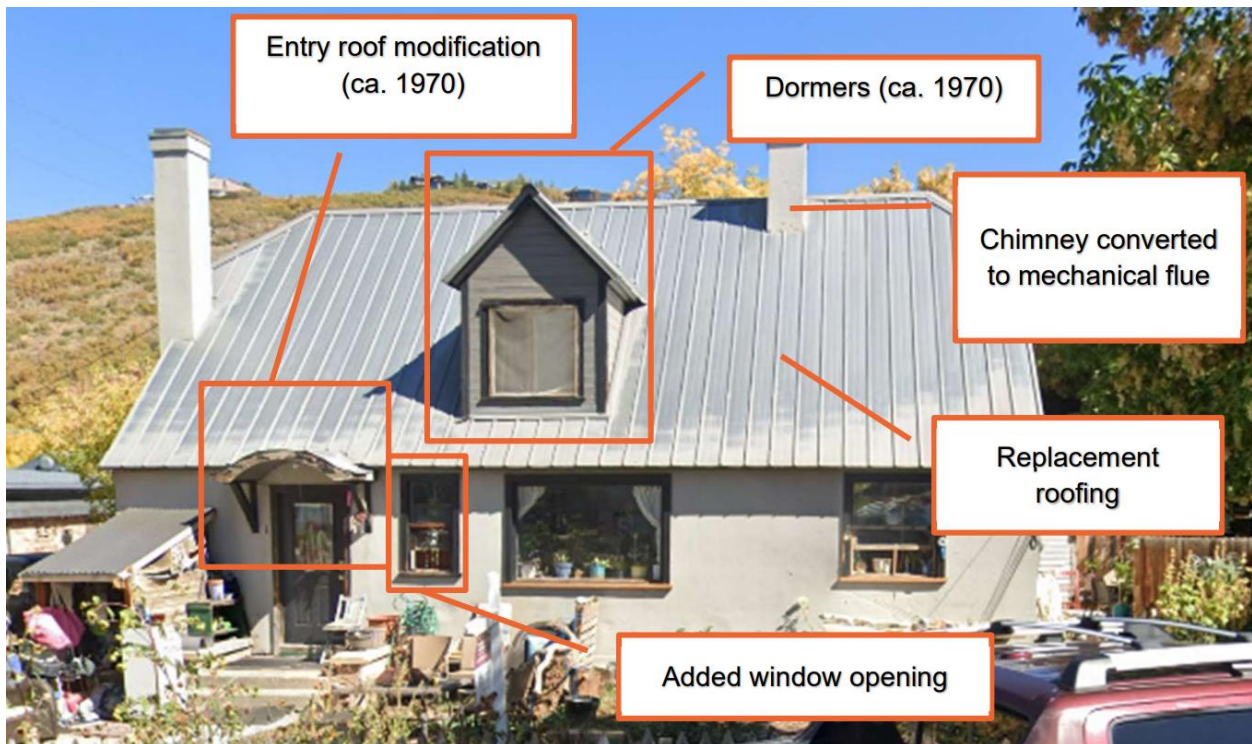 Entry roof modification
(ca. 1970)
Dormers (ca. 1970)
Chimney converted
to mechanical flue
Replacement
roofing
Added window opening